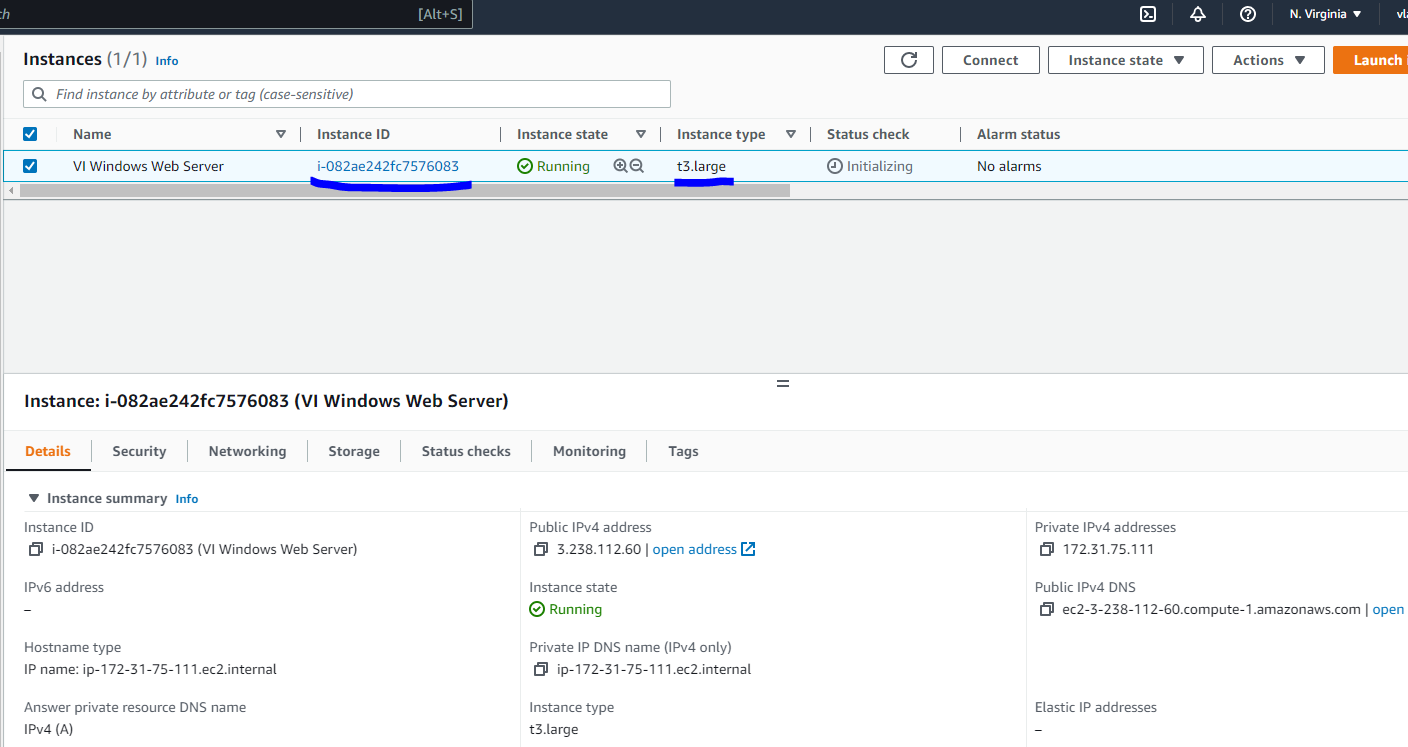 ch [Alt+S] N. Virginia ▼ vla
Instances (1/1) Info Connect Instance state ▼ Actions ▼ Launch i
Find instance by attribute or tag (case-sensitive)
Name Instance ID Instance state Instance type Status check Alarm status
VI Windows Web Server i-082ae242fc7576083 Running t3.large Initializing No alarms
Instance: i-082ae242fc7576083 (VI Windows Web Server)
Details Security Networking Storage Status checks Monitoring Tags
▼ Instance summary Info
Instance ID Public IPv4 address Private IPv4 addresses
i-082ae242fc7576083 (VI Windows Web Server) 3.238.112.60 | open address 172.31.75.111
IPv6 address Instance state Public IPv4 DNS
– Running ec2-3-238-112-60.compute-1.amazonaws.com | open
Hostname type Private IP DNS name (IPv4 only)
IP name: ip-172-31-75-111.ec2.internal ip-172-31-75-111.ec2.internal
Answer private resource DNS name Instance type Elastic IP addresses
IPv4 (A) t3.large –